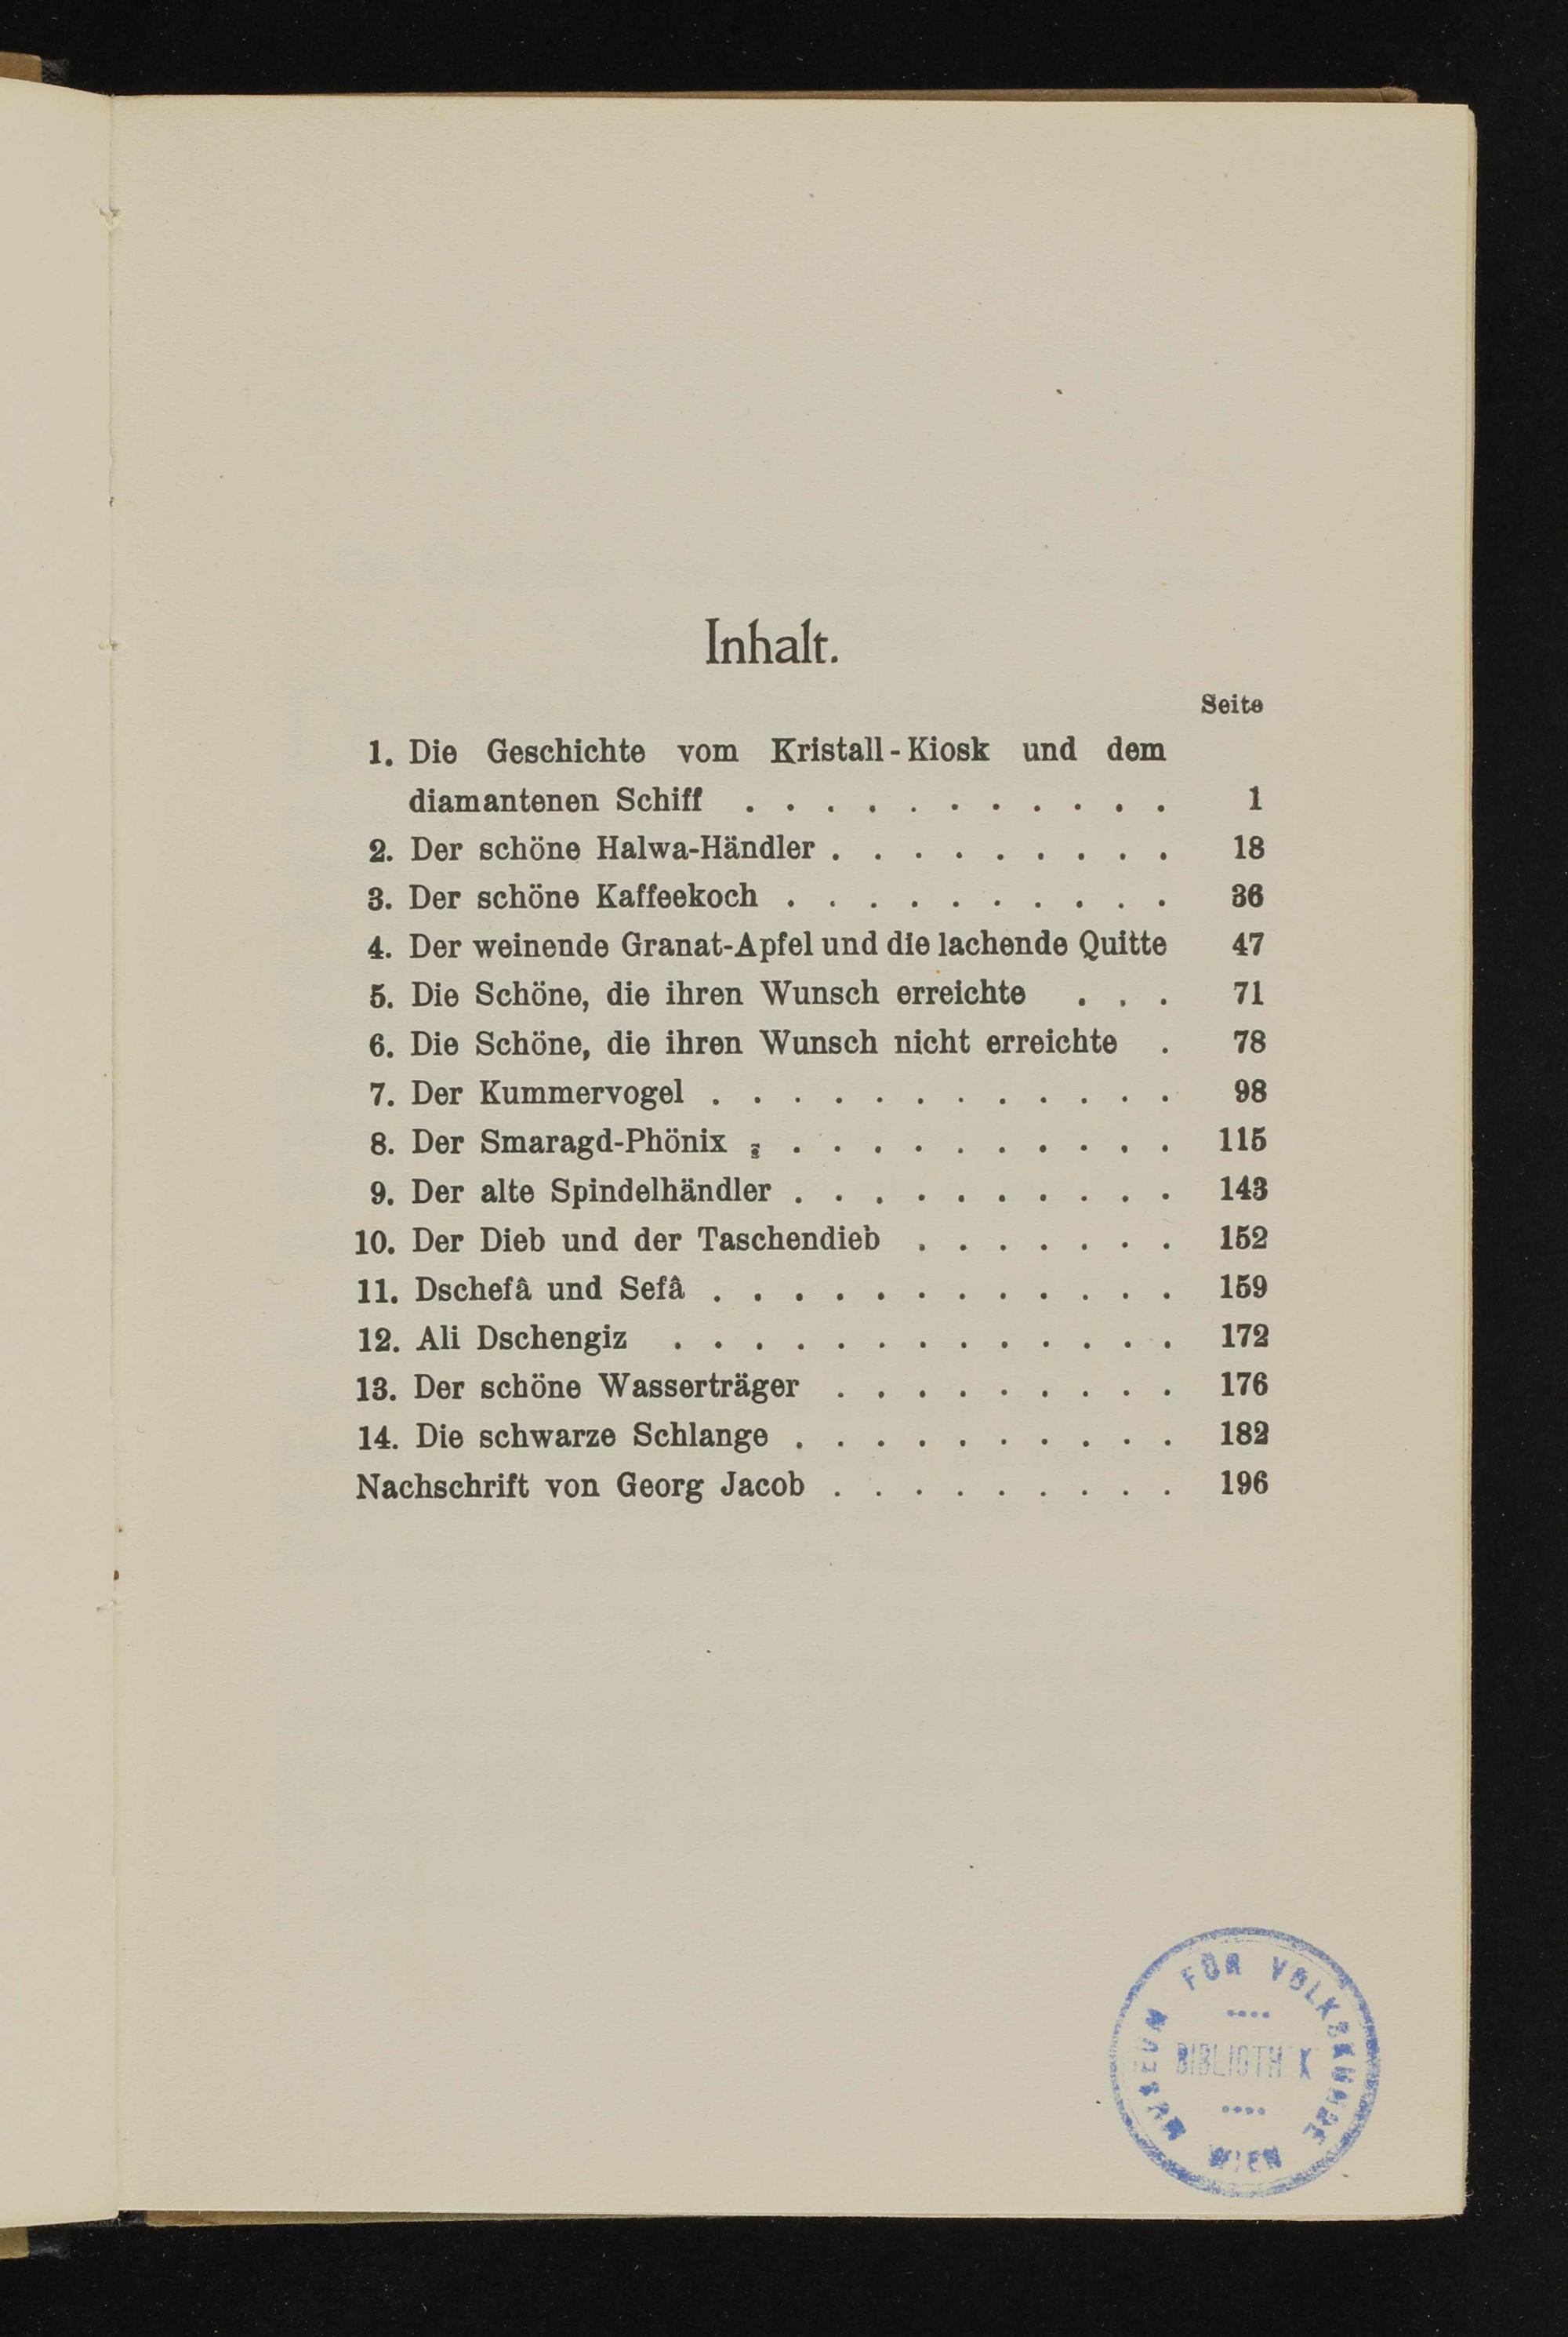 Inhalt.
Seite
1. Die Geschichte vom Kristall-Kiosk und dem
diamantenen Schiff . . . . . . . . . . . 1
2. Der schöne Halwa-Händler . . . . . . . . . 18
3. Der schöne Kaffeekoch . . . . . . . . . . 36
4. Der weinende Granat-Apfel und die lachende Quitte 47
5. Die Schöne, die ihren Wunsch erreichte . . . 71
6. Die Schöne, die ihren Wunsch nicht erreichte . 78
7. Der Kummervogel . . . . . . . . . . . . 98
8. Der Smaragd-Phönix . . . . . . . . . . . 115
9. Der alte Spindelhändler . . . . . . . . . . 143
10. Der Dieb und der Taschendieb . . . . . . . 152
11. Dschefâ und Sefâ . . . . . . . . . . . . 159
12. Ali Dschengiz . . . . . . . . . . . . . 172
13. Der schöne Wasserträger . . . . . . . . . 176
14. Die schwarze Schlange . . . . . . . . . . 182
Nachschrift von Georg Jacob . . . . . . . . . 196
MUSEUM FÜR VOLKSKUNDE
BIBLIOTHEK
WIEN